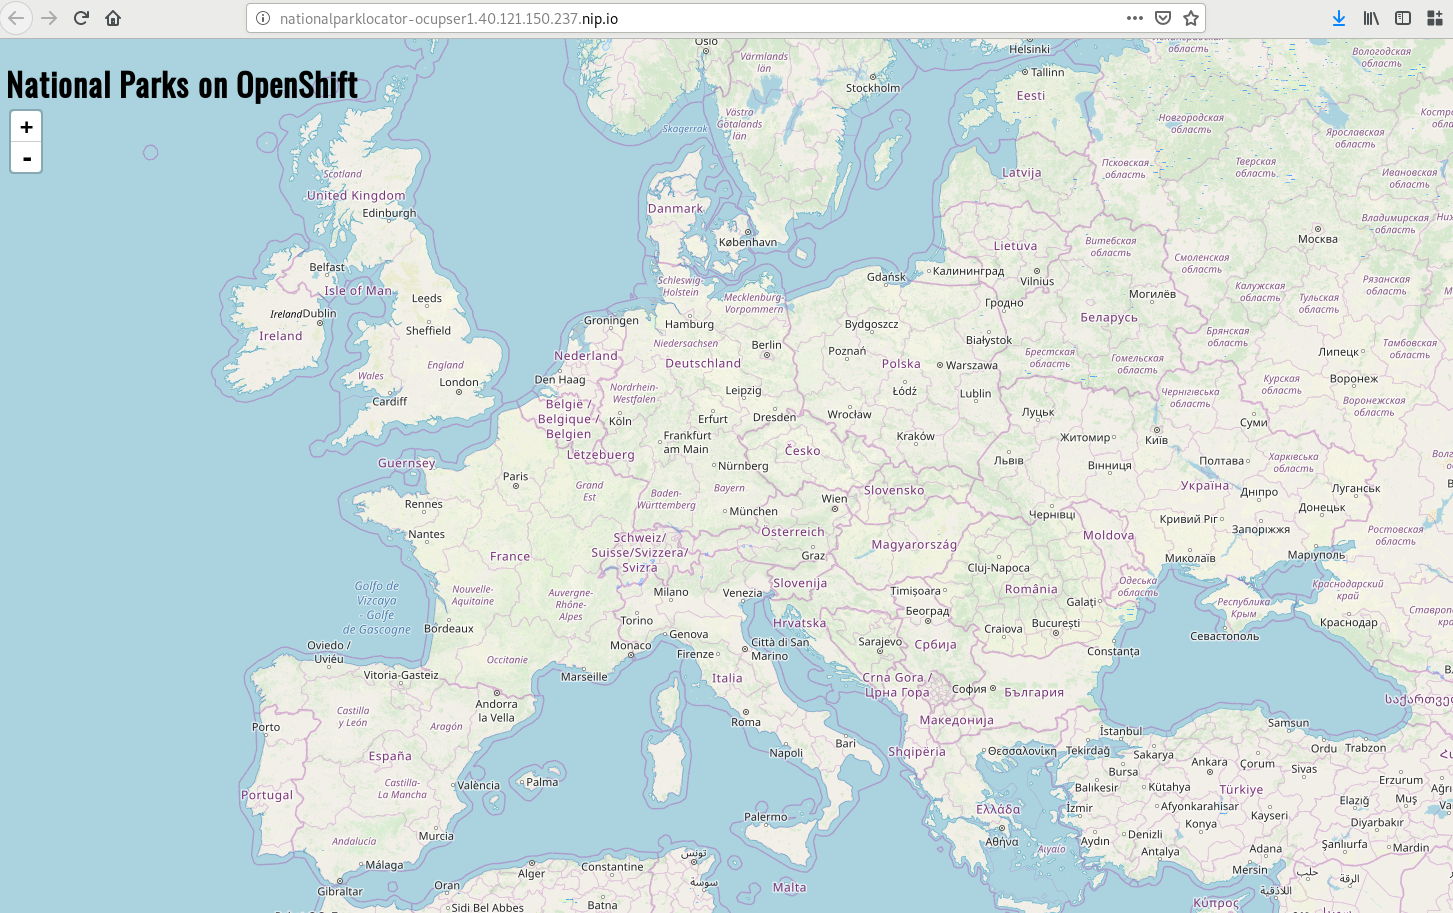 nationalparklocator-ocupser1.40.121.150.237.nip.io
National Parks on OpenShift
+
-
Oslo
Värmlands
län
Helsinki
Tallinn
Вологодская
область
Stockholm
Eesti
Västra
Götalands
län
Skagerrak
Новгородская
область
Ярославская
область
Костро
обла
Scotland
United Kingdom
Edinburgh
Latvija
Псковская
область
Тверская
область
Ивановская
область
Danmark
København
Lietuva
Витебская
область
Москва
Владимирская
область
Ниж
Belfast
Isle of Man
Gdańsk
Калининград
Vilnius
Смоленская
область
Schleswig-
Holstein
Mecklenburg-
Vorpommern
Гродно
Могилёв
Калужская
область
Рязанская
область
Тульская
область
Leeds
Ireland
Dublin
Ireland
Sheffield
Groningen
Hamburg
Bydgoszcz
Беларусь
Брянская
область
Nederland
Niedersachsen
Berlin
Deutschland
Poznań
Polska
Białystok
Warszawa
Брестская
область
Гомельская
область
Липецк
Тамбовская
область
England
Wales
London
Cardiff
Den Haag
Nordrhein-
Westfalen
Leipzig
Łódź
Lublin
Чернігівська
область
Курская
область
Воронеж
Воронежская
область
België /
Belgique /
Belgien
Köln
Erfurt
Dresden
Wrocław
Луцьк
Суми
Lëtzebuerg
Frankfurt
am Main
Kraków
Житомир
Київ
Česko
Guernsey
Nürnberg
Львів
Вінниця
Полтава
Харківська
область
Paris
Grand
Est
Baden-
Württemberg
Bayern
Wien
Slovensko
Україна
Дніпро
Луганськ
Rennes
München
Чернівці
Кривий Ріг
Запоріжжя
Донецьк
Nantes
Schweiz/
Suisse/Svizzera/
Svizra
Österreich
Graz
Magyarország
Moldova
Миколаїв
Маріуполь
Ростовская
область
France
Cluj-Napoca
România
Одеська
область
Краснодарский
край
Golfo de
Vizcaya
- Golfe
de Gascogne
Nouvelle-
Aquitaine
Auvergne-
Rhône-
Alpes
Milano
Venezia
Slovenija
Timișoara
Galați
Республика
Крым
Краснодар
Ставропо
Bordeaux
Torino
Genova
Hrvatska
Београд
Craiova
București
Севастополь
Oviedo /
Uviéu
Monaco
Firenze
Città di San
Marino
Sarajevo
Србија
Constanța
Occitanie
Vitoria-Gasteiz
Marseille
Italia
Crna Gora /
Црна Гора
София
България
საქართვე
Andorra
la Vella
Castilla
y León
Aragón
Porto
Roma
Македонија
İstanbul
Samsun
España
Napoli
Bari
Shqipëria
Θεσσαλονίκη
Tekirdağ
Sakarya
Ankara
Çorum
Ordu
Trabzon
Portugal
Castilla-
La Mancha
València
Palma
Bursa
Balıkesir
Kütahya
Türkiye
Sivas
Erzurum
Ağrı
Palermo
Ελλάδα
İzmir
Afyonkarahisar
Kayseri
Elazığ
Muş
Va
Murcia
Andalucía
Konya
Diyarbakır
Αθήνα
Αιγαίο
Aydın
Denizli
Antalya
Adana
Şanlıurfa
Mardin
Málaga
Alger
Constantine
تونس
سوسة
Mersin
حلب
الرقة
Gibraltar
Oran
Malta
اللاذقية
Sidi Bel Abbes
Batna
Κύπρος